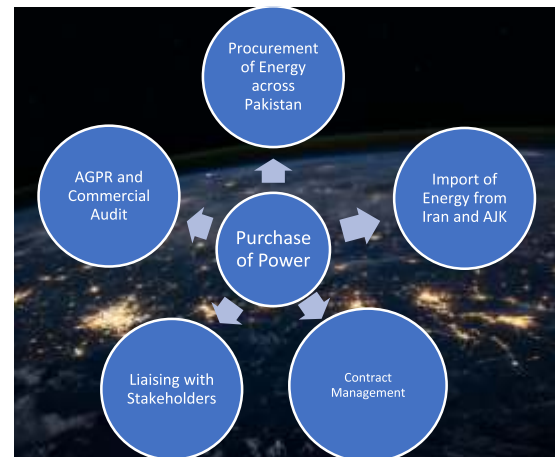 Procurement
of Energy
across
Pakistan
AGPR and
Commercial
Audit
Import of
Energy from
Iran and AJK
Purchase
of Power
Liaising with
Stakeholders
Contract
Management